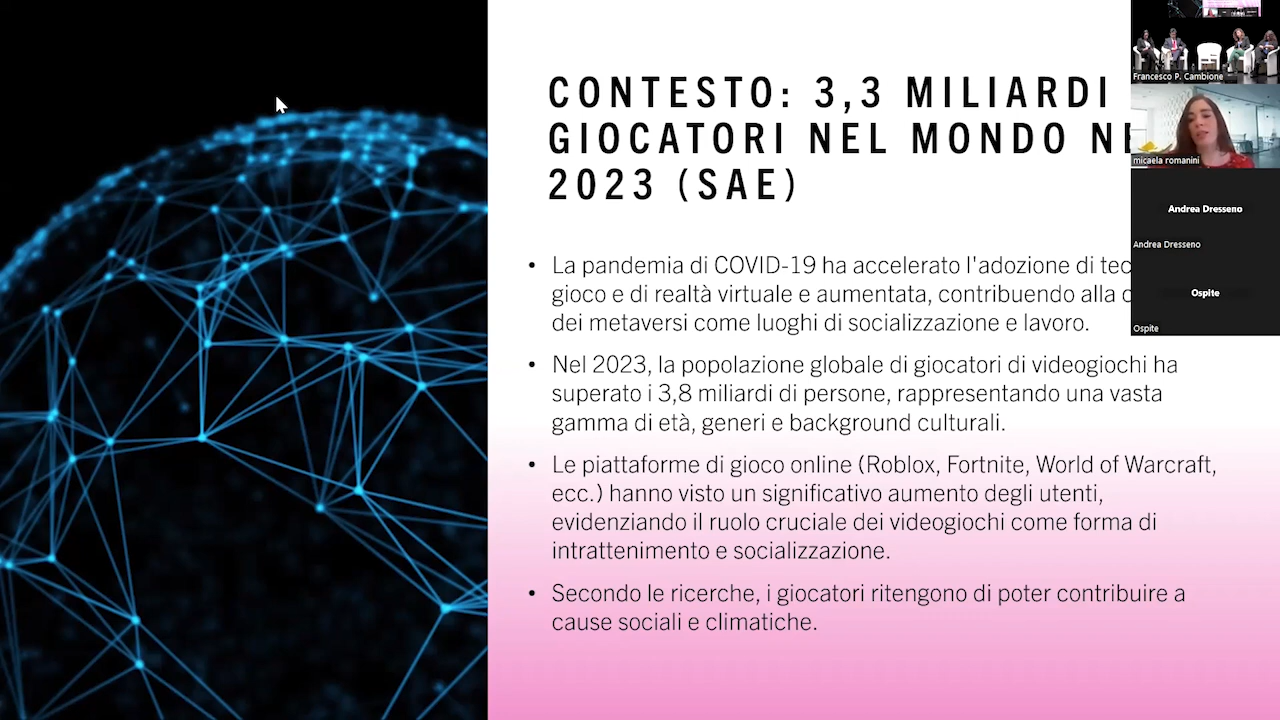 CONTESTO: 3,3 MILIARDI
GIOCATORI NEL MONDO
2023 (SAE)
• La pandemia di COVID-19 ha accelerato l'adozione di
gioco e di realtà virtuale e aumentata, contribuendo alla
dei metaversi come luoghi di socializzazione e lavoro.
• Nel 2023, la popolazione globale di giocatori di videogiochi ha
superato i 3,8 miliardi di persone, rappresentando una vasta
gamma di età, generi e background culturali.
• Le piattaforme di gioco online (Roblox, Fortnite, World of Warcraft,
ecc.) hanno visto un significativo aumento degli utenti,
evidenziando il ruolo cruciale dei videogiochi come forma di
intrattenimento e socializzazione.
• Secondo le ricerche, i giocatori ritengono di poter contribuire a
cause sociali e climatiche.
Francesco P. Cambione
micaela romanini
Andrea Dresseno
Andrea Dresseno
Ospite
Ospite